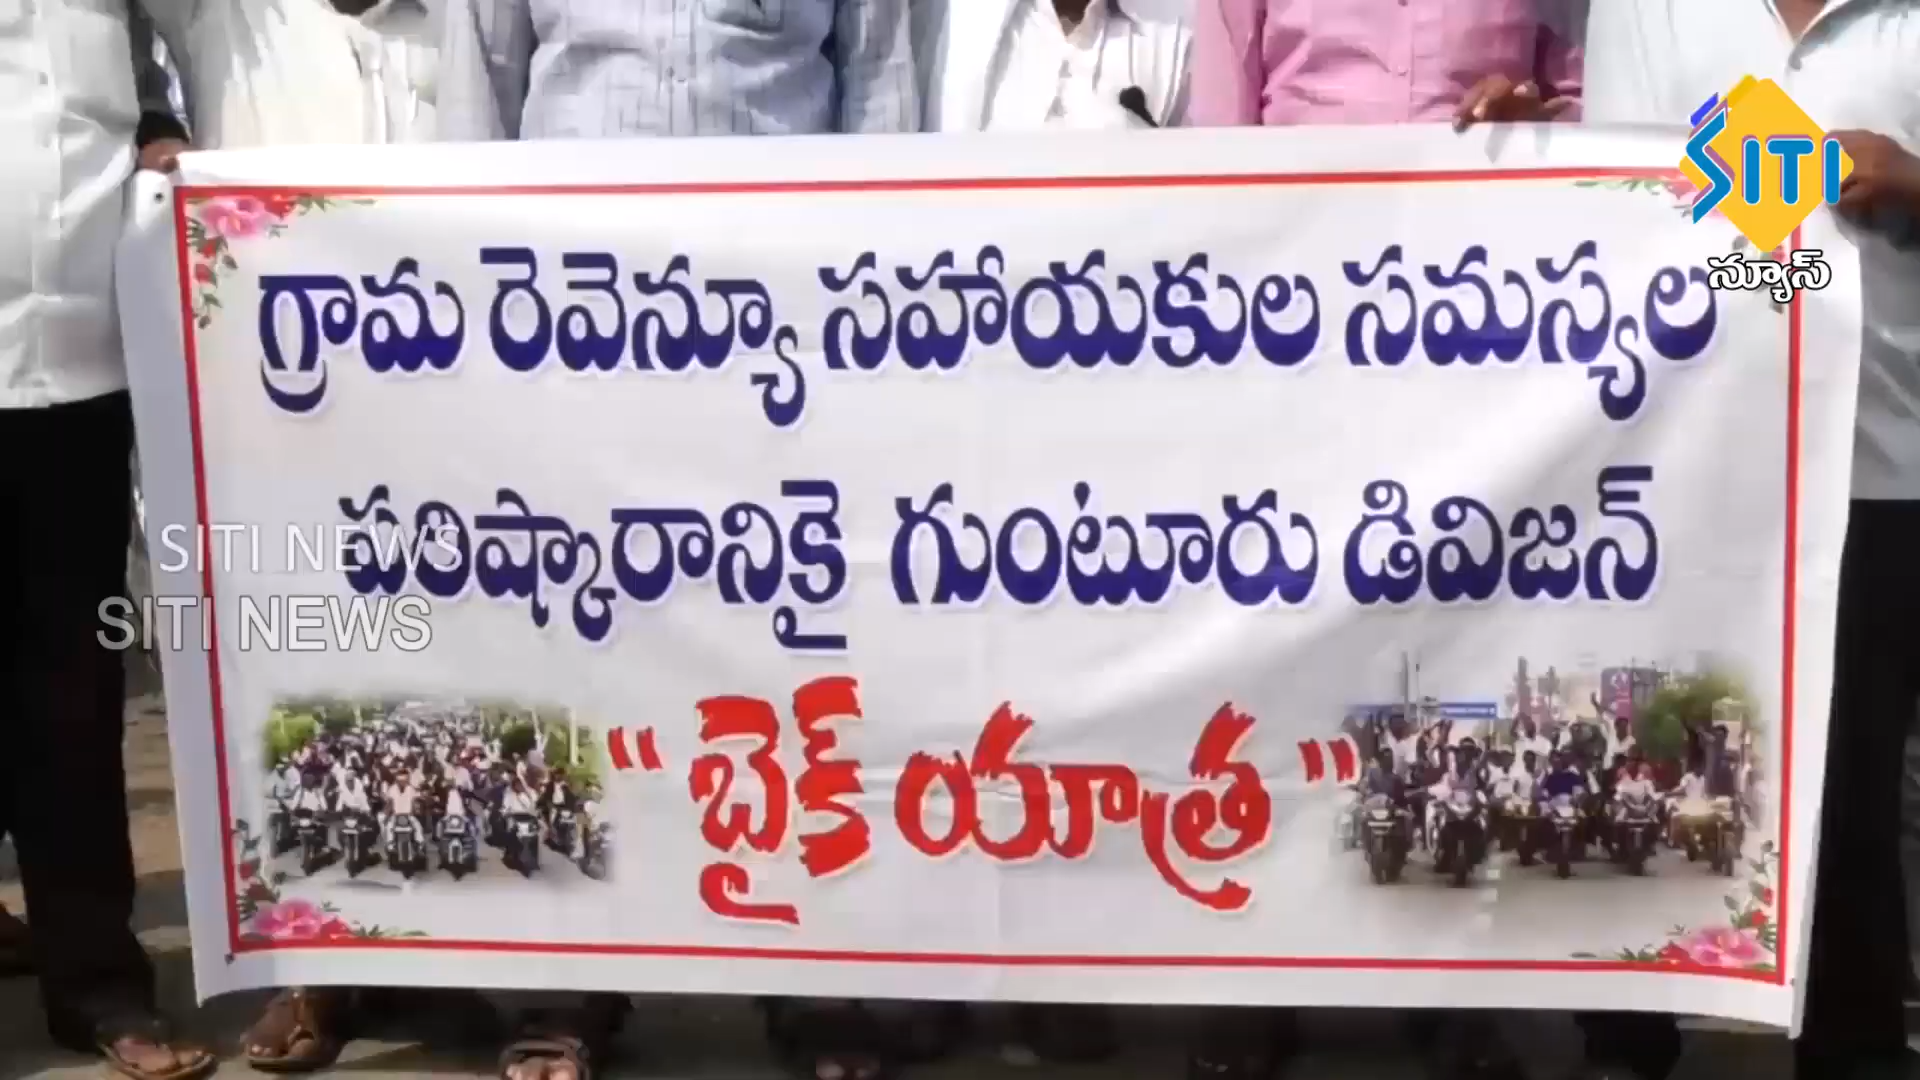 SITI
న్యూస్
గ్రామ రెవెన్యూ సహాయకుల సమస్యల
పరిష్కారానికై గుంటూరు డివిజన్
SITI NEWS
SITI NEWS
"బైక్ యాత్ర"